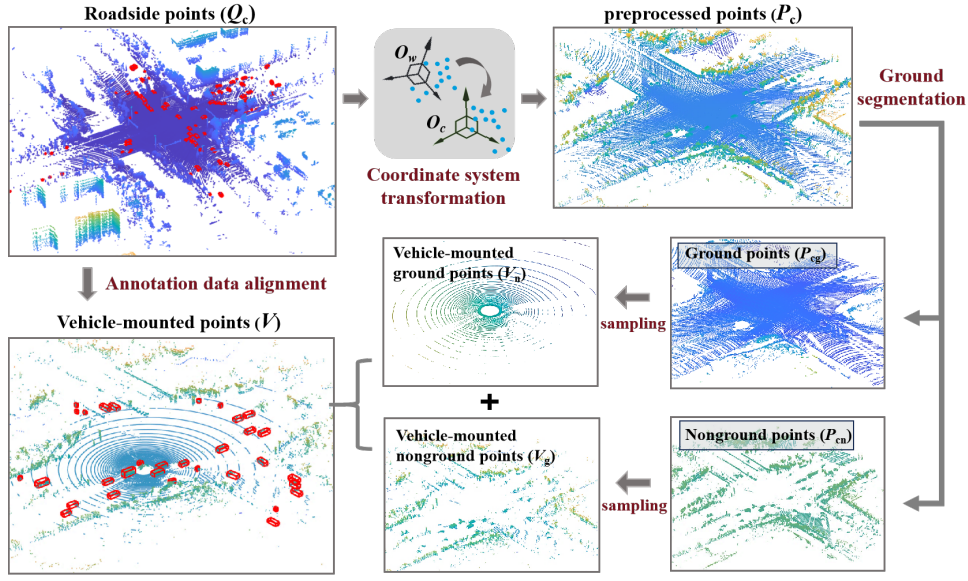 Roadside points (Qc)
preprocessed points (Pc)
Ow
Oc
Coordinate system
transformation
Ground
segmentation
Annotation data alignment
Vehicle-mounted points (V)
Vehicle-mounted
ground points (Vn)
sampling
Ground points (Pcg)
+
Vehicle-mounted
nonground points (Vg)
sampling
Nonground points (Pcn)